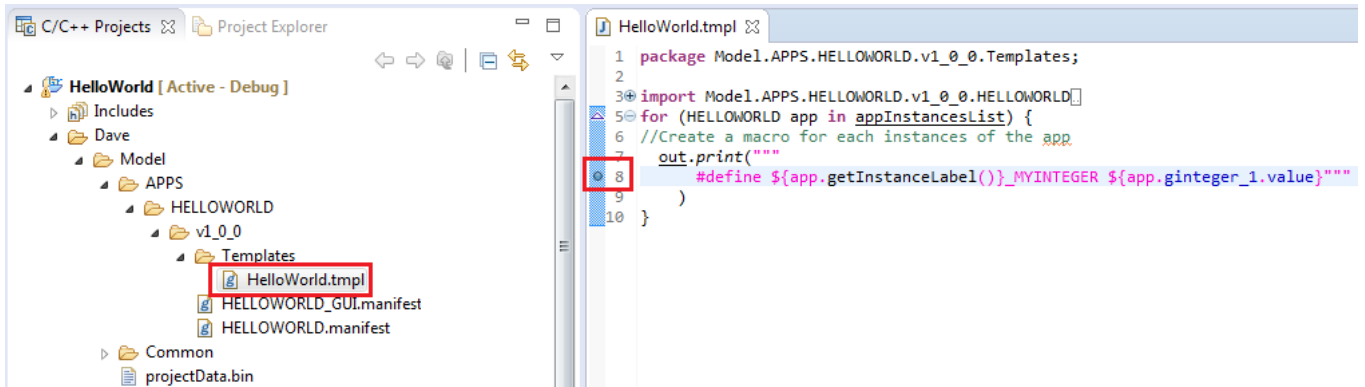 C/C++ Projects
Project Explorer
HelloWorld [ Active - Debug ]
Includes
Dave
Model
APPS
HELLOWORLD
v1_0_0
Templates
HelloWorld.tmpl
HELLOWORLD_GUI.manifest
HELLOWORLD.manifest
Common
projectData.bin
HelloWorld.tmpl
1 package Model.APPS.HELLOWORLD.v1_0_0.Templates;
2
3 import Model.APPS.HELLOWORLD.v1_0_0.HELLOWORLD
5 for (HELLOWORLD app in appInstancesList) {
6 //Create a macro for each instances of the app
7 out.print("""
8 #define ${app.getInstanceLabel()}_MYINTEGER ${app.ginteger_1.value}"""
9 )
10 }